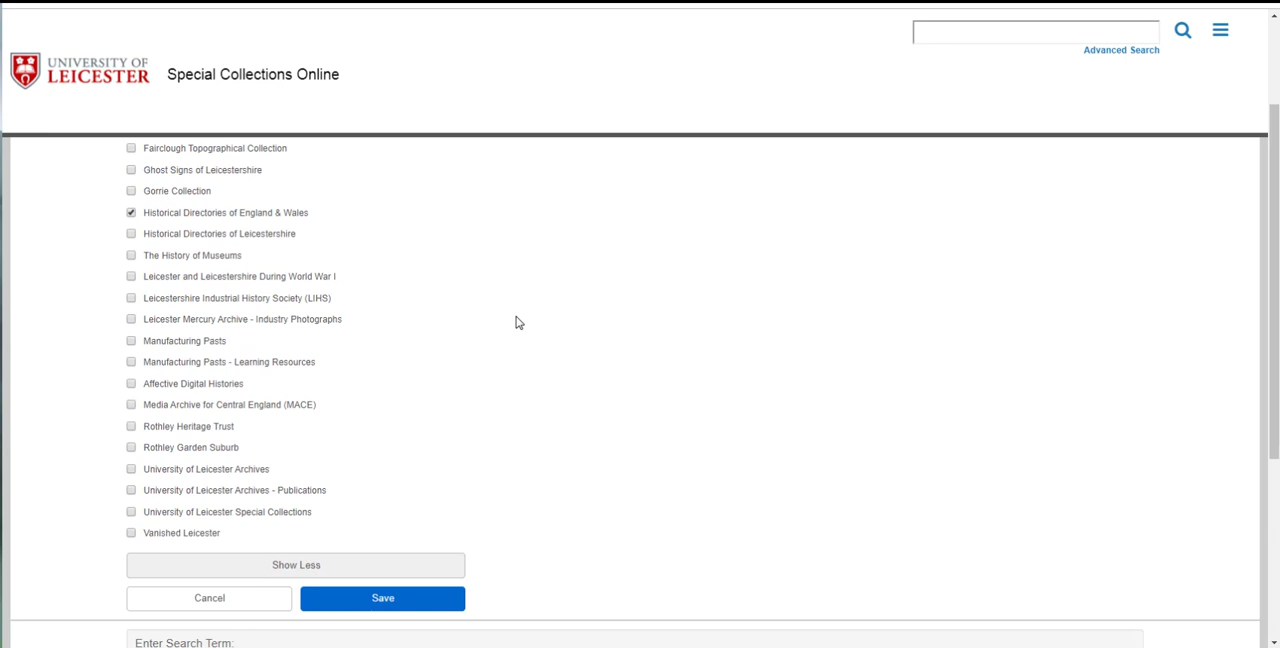 UNIVERSITY OF
LEICESTER
Special Collections Online
Advanced Search
Fairclough Topographical Collection
Ghost Signs of Leicestershire
Gorrie Collection
Historical Directories of England & Wales
Historical Directories of Leicestershire
The History of Museums
Leicester and Leicestershire During World War I
Leicestershire Industrial History Society (LIHS)
Leicester Mercury Archive - Industry Photographs
Manufacturing Pasts
Manufacturing Pasts - Learning Resources
Affective Digital Histories
Media Archive for Central England (MACE)
Rothley Heritage Trust
Rothley Garden Suburb
University of Leicester Archives
University of Leicester Archives - Publications
University of Leicester Special Collections
Vanished Leicester
Show Less
Cancel
Save
Enter Search Term: